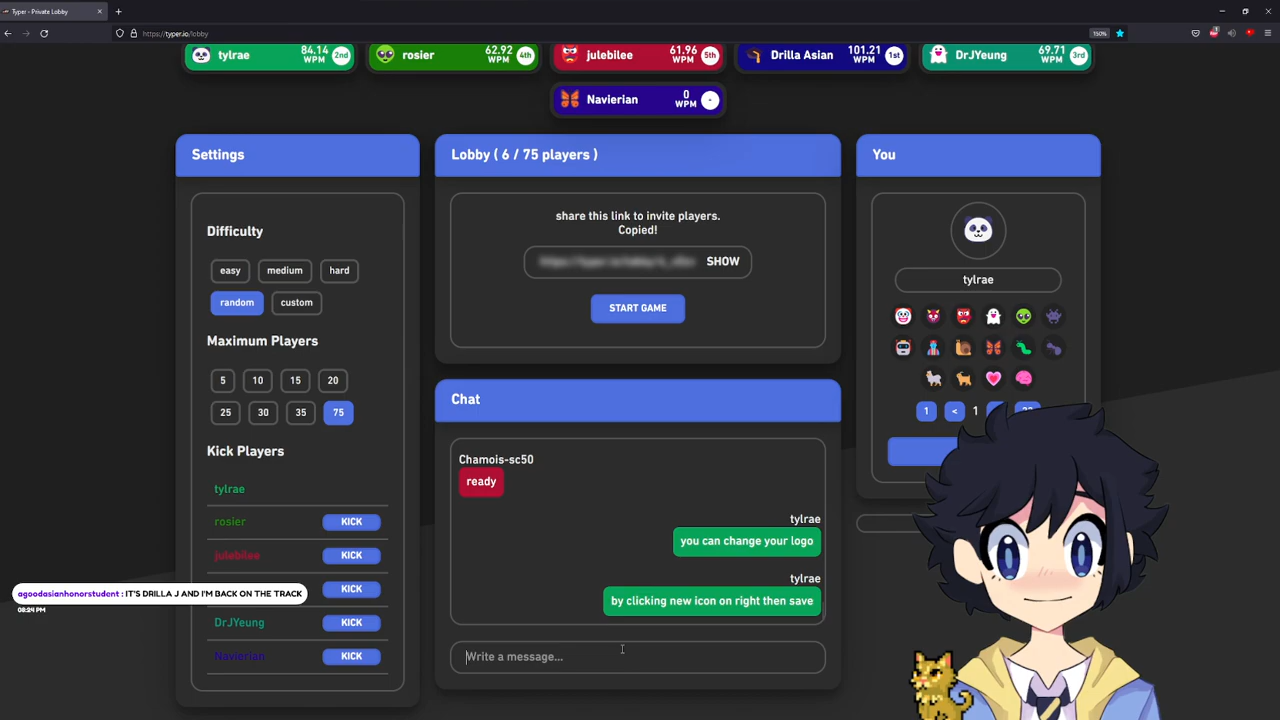 Typer - Private Lobby
https://typer.io/lobby
150%
tylrae 84.14 WPM 2nd
rosier 62.92 WPM 4th
julebilee 61.96 WPM 5th
Drilla Asian 101.21 WPM 1st
DrJYeung 69.71 WPM 3rd
Navierian 0 WPM -
Settings
Difficulty
easy medium hard
random custom
Maximum Players
5 10 15 20
25 30 35 75
Kick Players
tylrae
rosier KICK
julebilee KICK
KICK
DrJYeung KICK
Navierian KICK
agoodasianhonorstudent : IT'S DRILLA J AND I'M BACK ON THE TRACK
08:24 PM
Lobby ( 6 / 75 players )
share this link to invite players.
Copied!
SHOW
START GAME
Chat
Chamois-sc50
ready
tylrae
you can change your logo
tylrae
by clicking new icon on right then save
Write a message...
You
tylrae
1 < 1